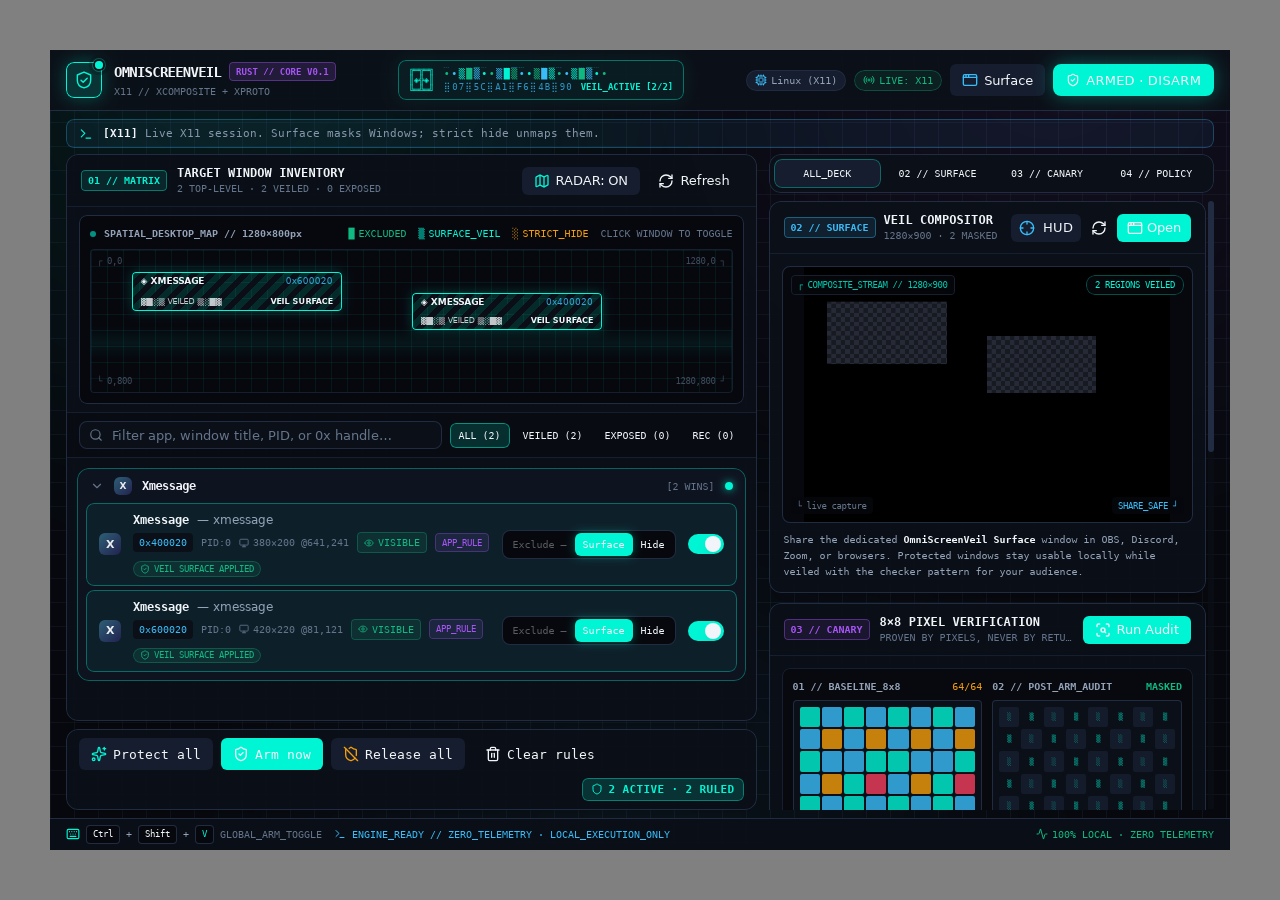 OMNISCREENVEIL RUST // CORE V0.1
X11 // XCOMPOSITE + XPROTO
07 5C A1 F6 4B 90 VEIL_ACTIVE [2/2]
Linux (X11)
LIVE: X11
Surface
ARMED · DISARM
[X11] Live X11 session. Surface masks Windows; strict hide unmaps them.
01 // MATRIX
TARGET WINDOW INVENTORY
2 TOP-LEVEL · 2 VEILED · 0 EXPOSED
RADAR: ON
Refresh
SPATIAL_DESKTOP_MAP // 1280×800px
EXCLUDED SURFACE_VEIL STRICT_HIDE CLICK WINDOW TO TOGGLE
┌ 0,0
1280,0 ┐
◈ XMESSAGE 0x600020
▓▓░▒ VEILED ▒░▓▓ VEIL SURFACE
◈ XMESSAGE 0x400020
▓▓░▒ VEILED ▒░▓▓ VEIL SURFACE
└ 0,800
1280,800 ┘
Filter app, window title, PID, or 0x handle…
ALL (2) VEILED (2) EXPOSED (0) REC (0)
X Xmessage [2 WINS]
Xmessage — xmessage
X 0x400020 PID:0 380x200 @641,241 VISIBLE APP_RULE
Exclude — Surface Hide
VEIL SURFACE APPLIED
Xmessage — xmessage
X 0x600020 PID:0 420x220 @81,121 VISIBLE APP_RULE
Exclude — Surface Hide
VEIL SURFACE APPLIED
Protect all
Arm now
Release all
Clear rules
2 ACTIVE · 2 RULED
ALL_DECK 02 // SURFACE 03 // CANARY 04 // POLICY
02 // SURFACE
VEIL COMPOSITOR
1280x900 · 2 MASKED
HUD
Open
┌ COMPOSITE_STREAM // 1280×900
2 REGIONS VEILED
└ live capture
SHARE_SAFE ┘
Share the dedicated OmniScreenVeil Surface window in OBS, Discord,
Zoom, or browsers. Protected windows stay usable locally while
veiled with the checker pattern for your audience.
03 // CANARY
8×8 PIXEL VERIFICATION
PROVEN BY PIXELS, NEVER BY RETU…
Run Audit
01 // BASELINE_8x8 64/64
02 // POST_ARM_AUDIT MASKED
Ctrl + Shift + V GLOBAL_ARM_TOGGLE
ENGINE_READY // ZERO_TELEMETRY · LOCAL_EXECUTION_ONLY
100% LOCAL · ZERO TELEMETRY